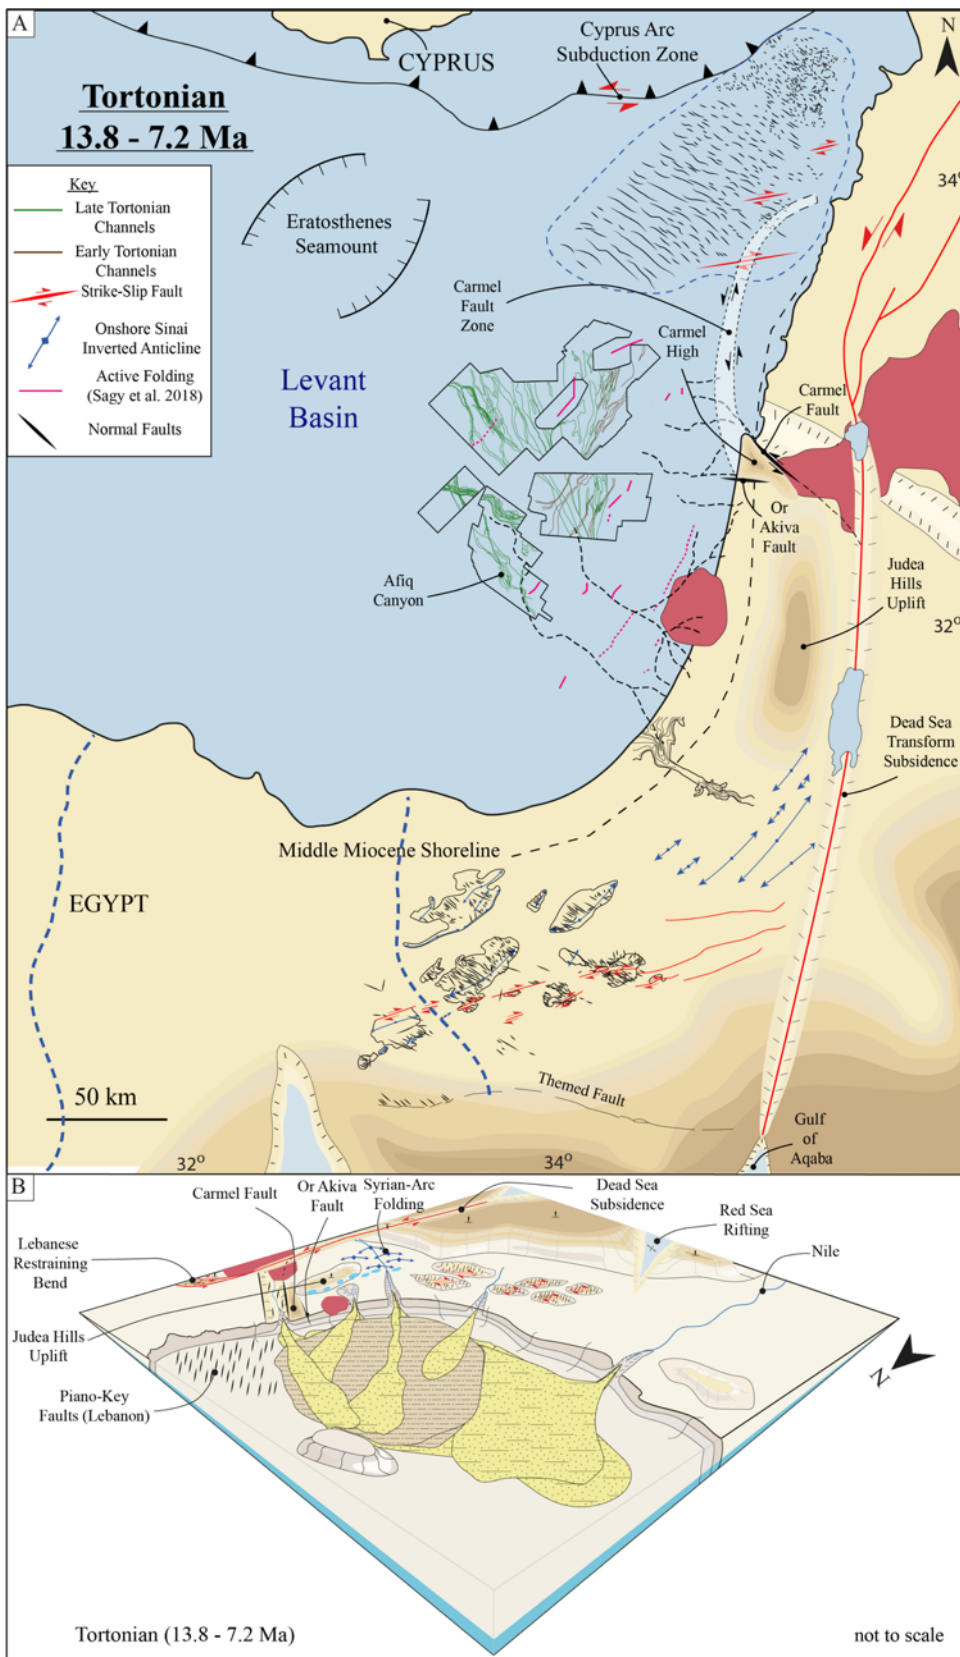 A
CYPRUS
Cyprus Arc
Subduction Zone
N
Tortonian
13.8 - 7.2 Ma
Key
Late Tortonian
Channels
Early Tortonian
Channels
Strike-Slip Fault
Onshore Sinai
Inverted Anticline
Active Folding
(Sagy et al. 2018)
Normal Faults
Eratosthenes
Seamount
34o
Carmel
Fault
Zone
Carmel
High
Levant
Basin
Carmel
Fault
Or
Akiva
Fault
Judea
Hills
Uplift
Afiq
Canyon
32o
Dead Sea
Transform
Subsidence
Middle Miocene Shoreline
EGYPT
50 km
Themed Fault
Gulf
of
Aqaba
32o
34o
B
Carmel Fault
Or Akiva
Fault
Syrian-Arc
Folding
Dead Sea
Subsidence
Red Sea
Rifting
Nile
Lebanese
Restraining
Bend
Judea Hills
Uplift
Piano-Key
Faults (Lebanon)
N
Tortonian (13.8 - 7.2 Ma)
not to scale